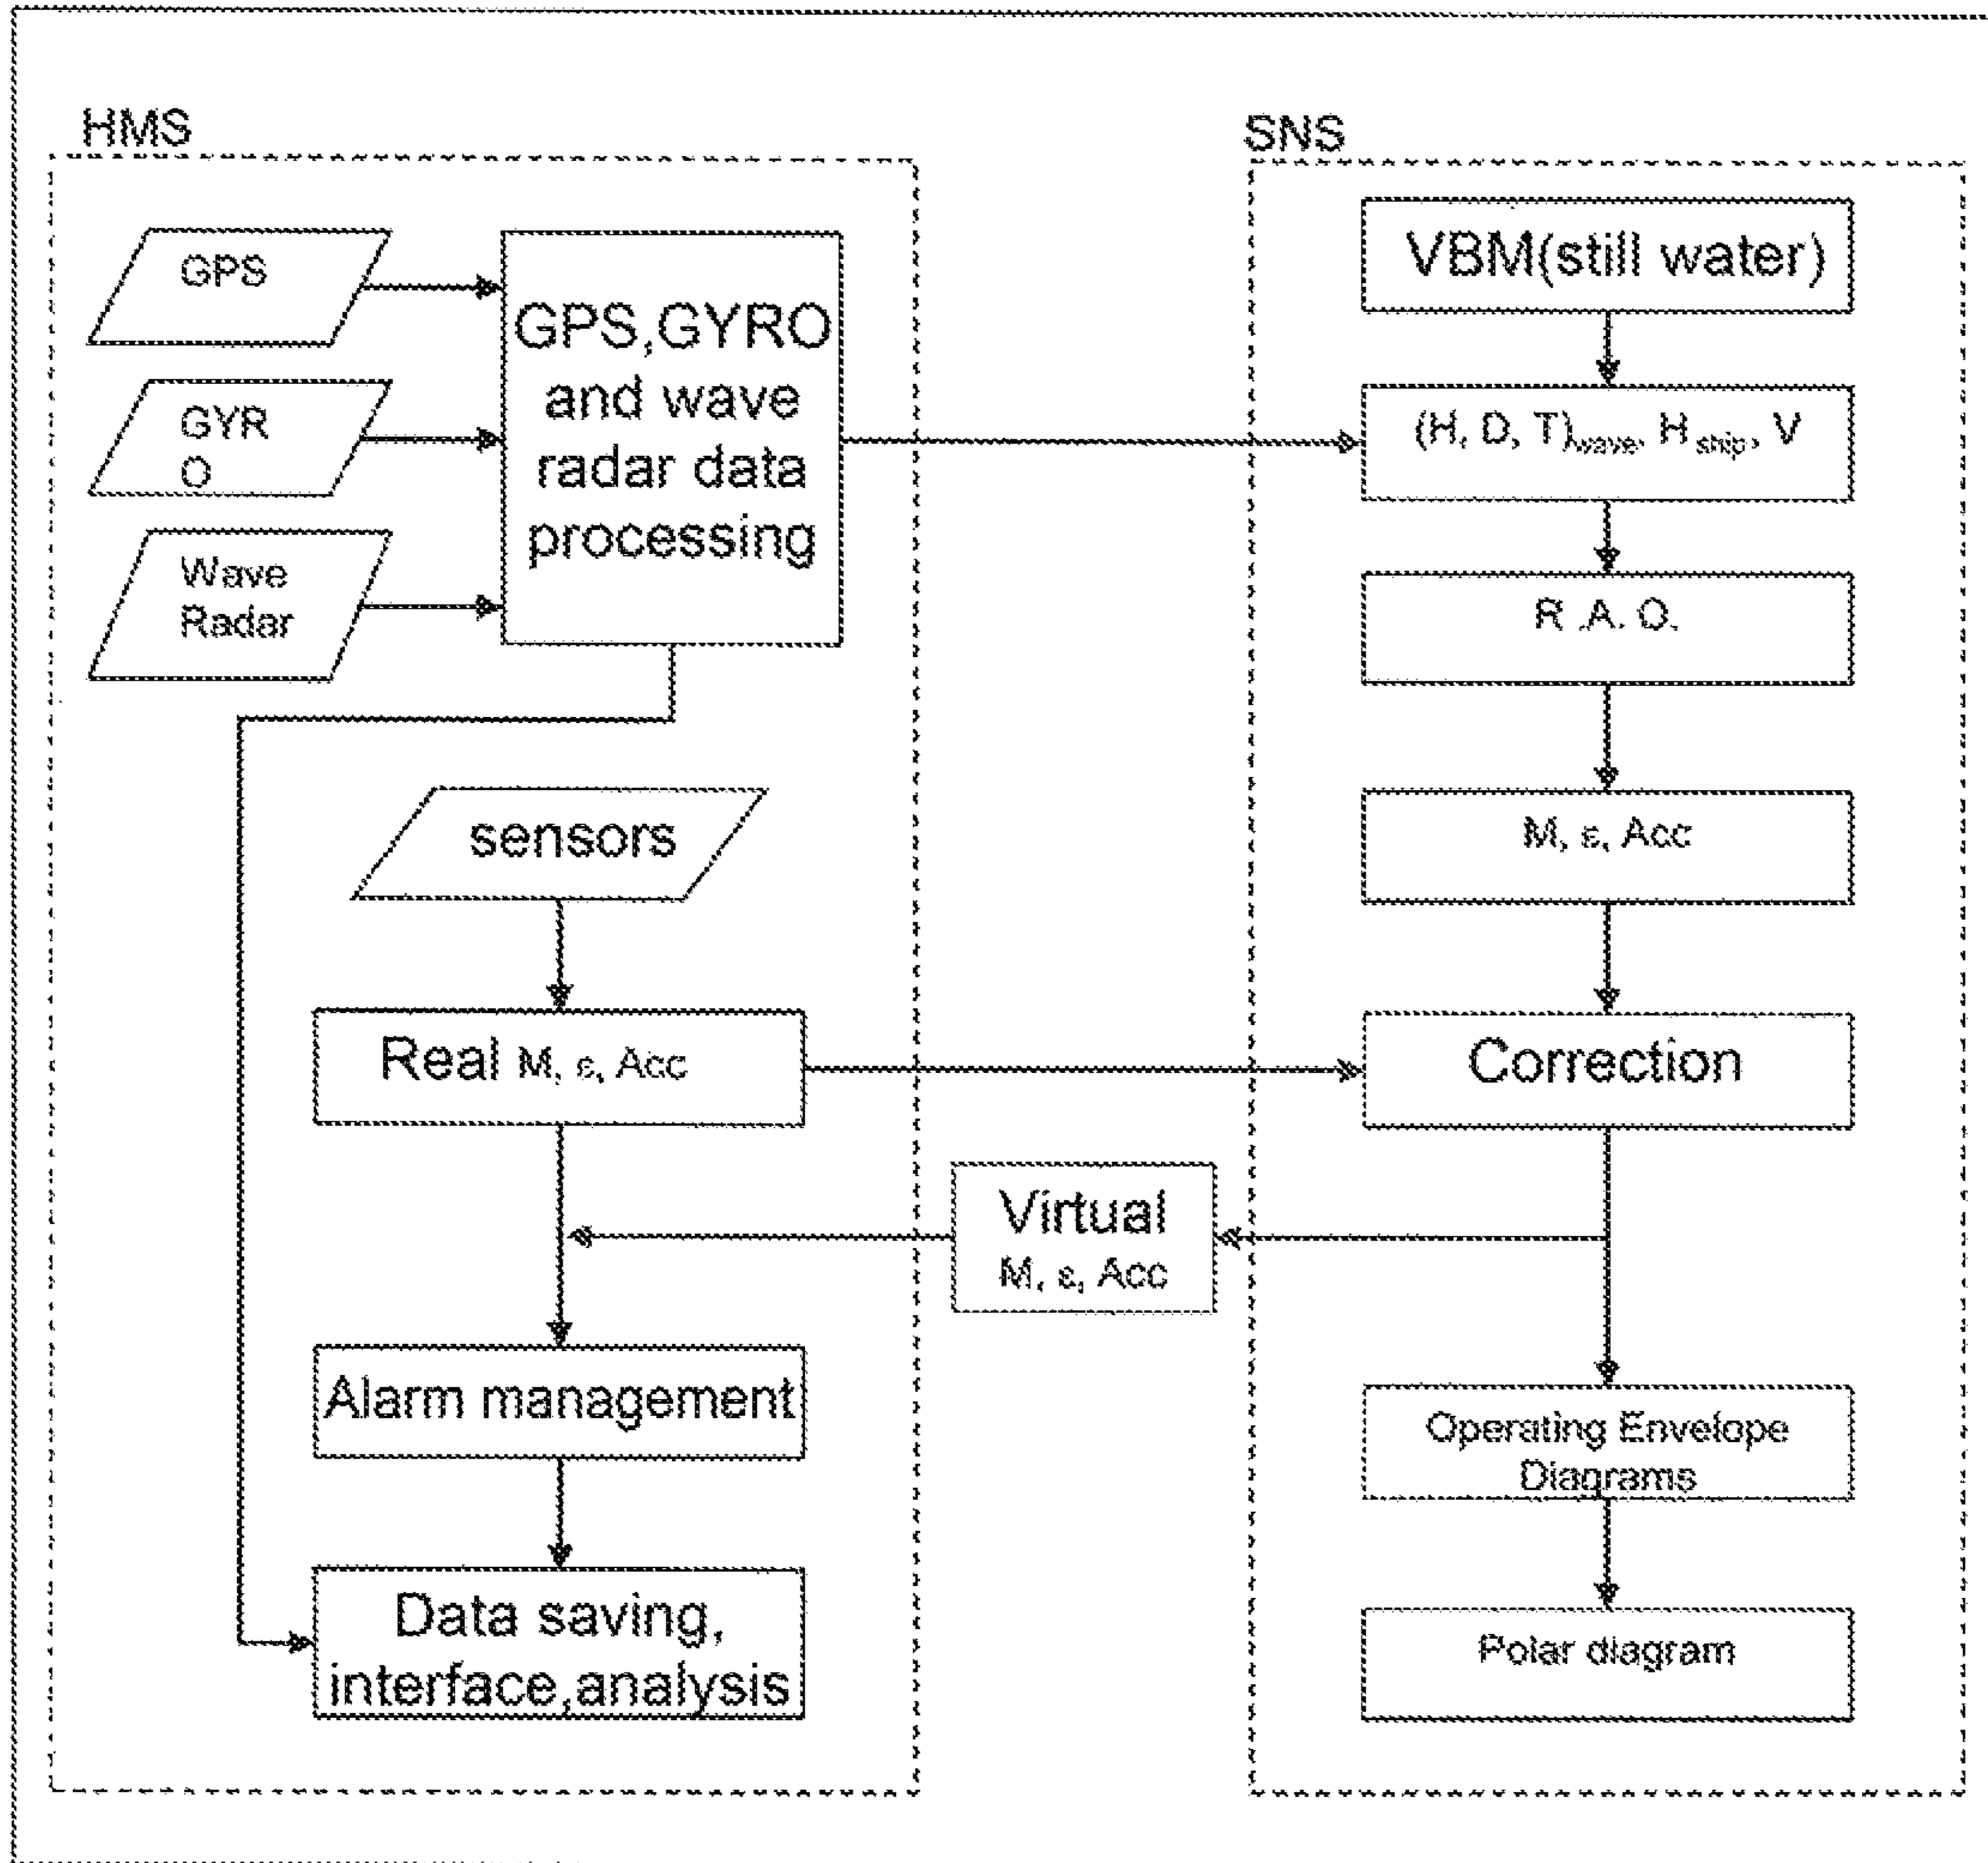 HMS
GPS
GYR
O
Wave
Radar
GPS,GYRO
and wave
radar data
processing
sensors
Real M, ε, Acc
Alarm management
Data saving,
interface,analysis
Virtual
M, ε, Acc
SNS
VBM(still water)
(H, D, T)wave, H ship, V
R .A. O.
M, ε, Acc
Correction
Operating Envelope
Diagrams
Polar diagram